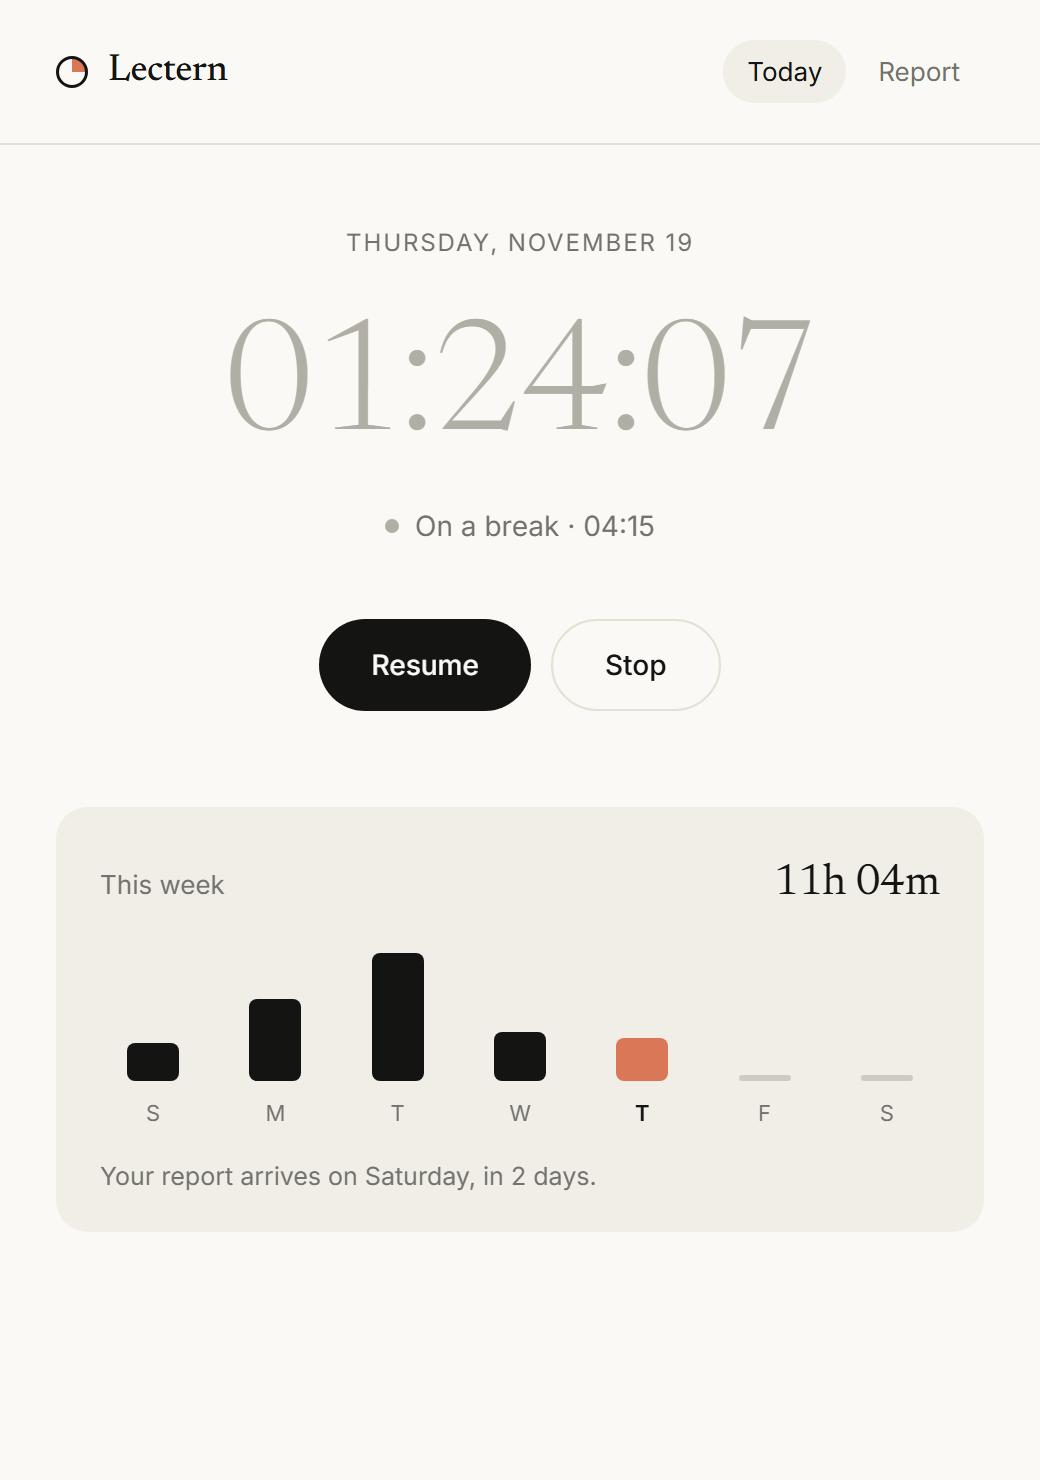 Lectern
Today Report
THURSDAY, NOVEMBER 19
01:24:07
On a break · 04:15
Resume Stop
This week 11h 04m
S M T W T F S
Your report arrives on Saturday, in 2 days.